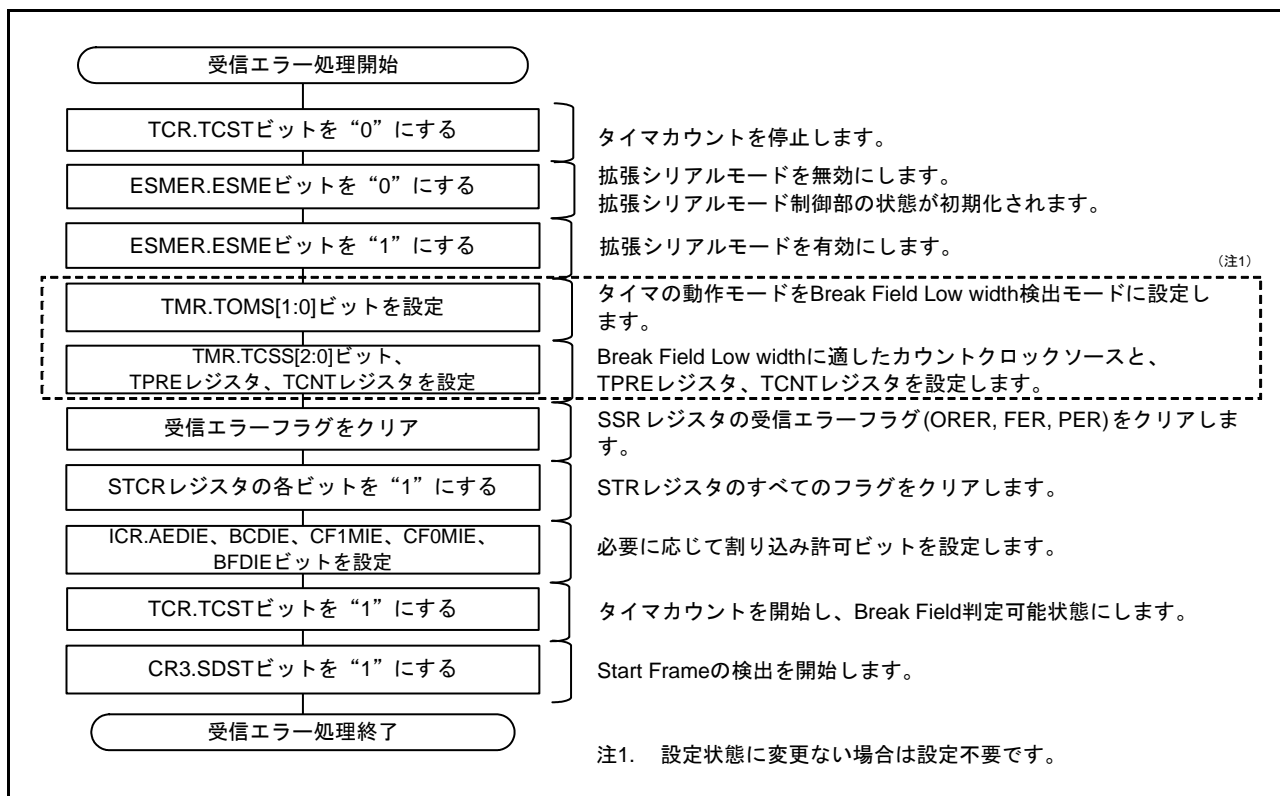 受信エラー処理開始
TCR.TCSTビットを“0”にする
タイマカウントを停止します。
ESMER.ESMEビットを“0”にする
拡張シリアルモードを無効にします。
拡張シリアルモード制御部の状態が初期化されます。
ESMER.ESMEビットを“1”にする
拡張シリアルモードを有効にします。
(注1)
TMR.TOMS[1:0]ビットを設定
タイマの動作モードをBreak Field Low width検出モードに設定し
ます。
TMR.TCSS[2:0]ビット、
TPREレジスタ、TCNTレジスタを設定
Break Field Low widthに適したカウントクロックソースと、
TPREレジスタ、TCNTレジスタを設定します。
受信エラーフラグをクリア
SSRレジスタの受信エラーフラグ(ORER, FER, PER)をクリアしま
す。
STCRレジスタの各ビットを“1”にする
STRレジスタのすべてのフラグをクリアします。
ICR.AEDIE、BCDIE、CF1MIE、CF0MIE、
BFDIEビットを設定
必要に応じて割り込み許可ビットを設定します。
TCR.TCSTビットを“1”にする
タイマカウントを開始し、Break Field判定可能状態にします。
CR3.SDSTビットを“1”にする
Start Frameの検出を開始します。
受信エラー処理終了
注1. 設定状態に変更ない場合は設定不要です。